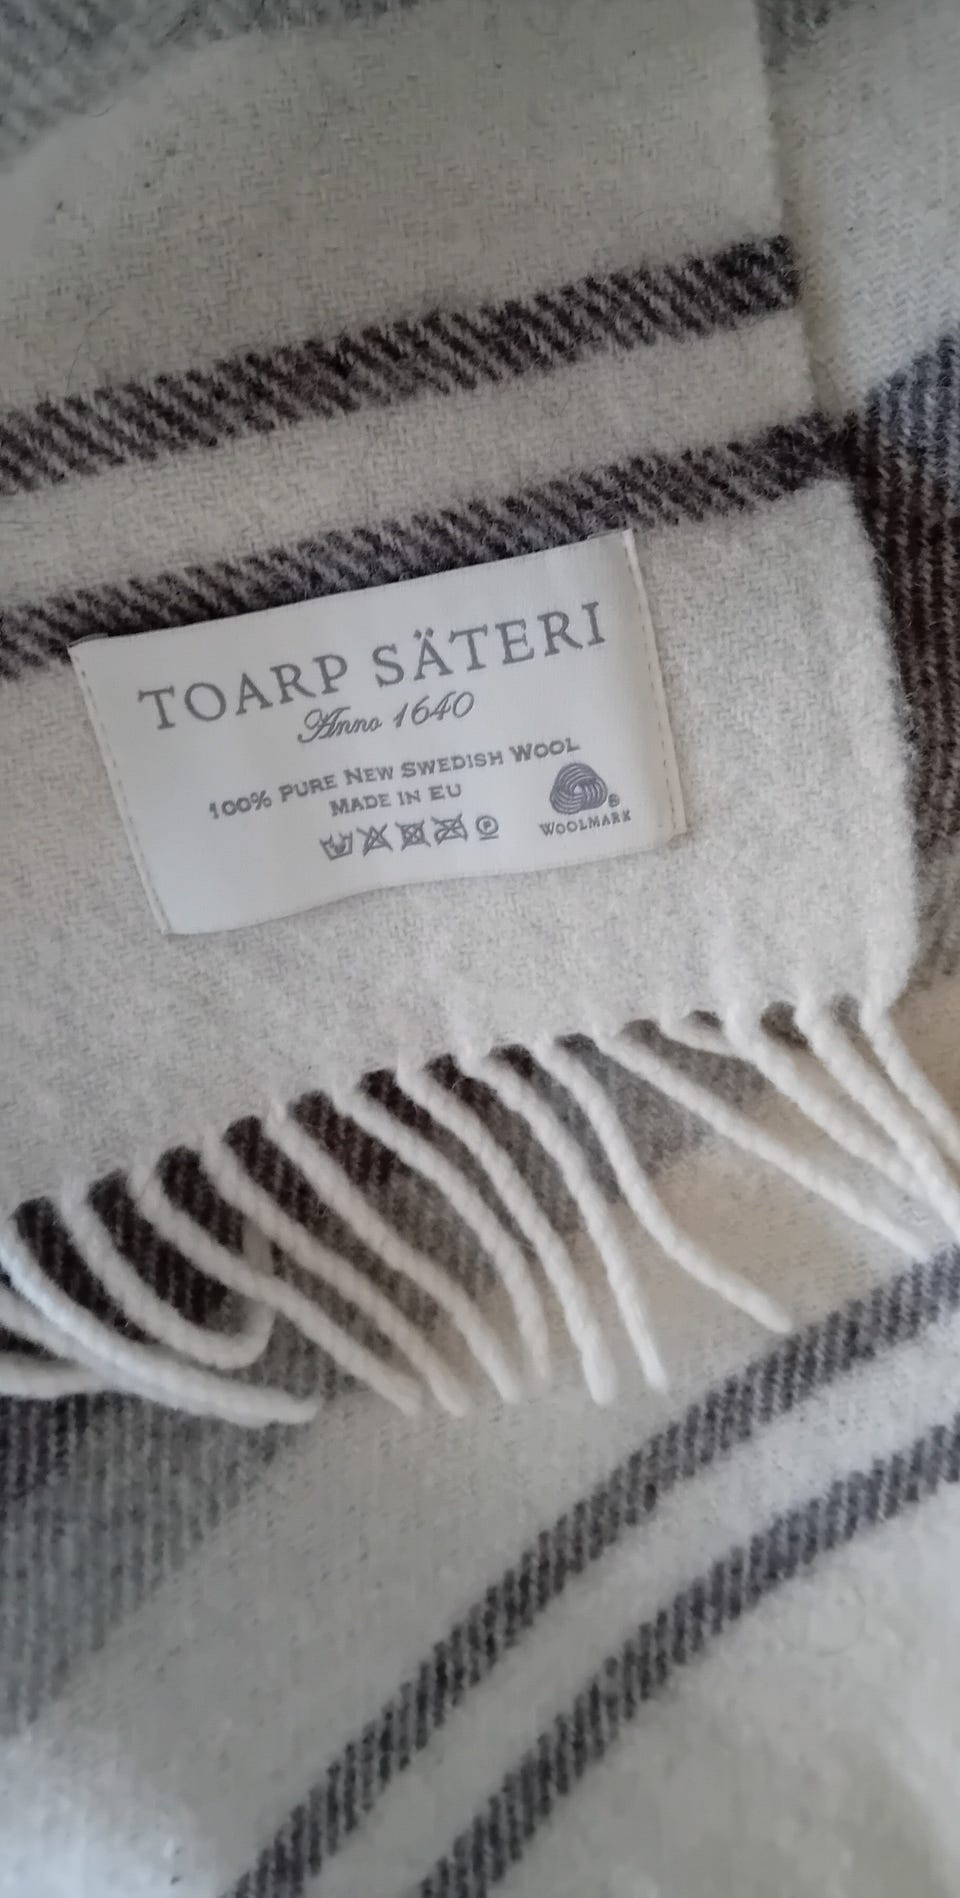 TOARP SÄTERI
Anno 1640
100% PURE NEW SWEDISH WOOL
MADE IN EU
P
WOOLMARK